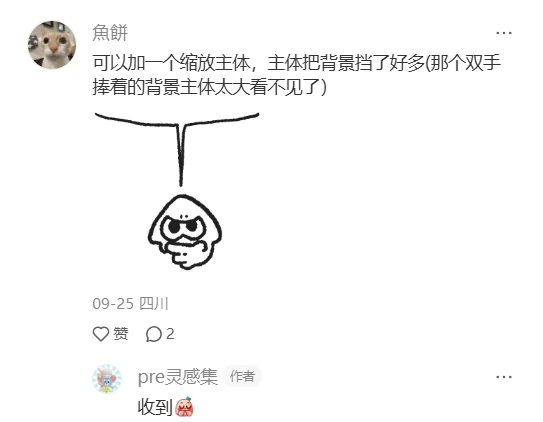 魚餅
可以加一个缩放主体，主体把背景挡了好多(那个双手
捧着的背景主体太大看不见了)
09-25 四川
赞 2
pre灵感集 作者
收到